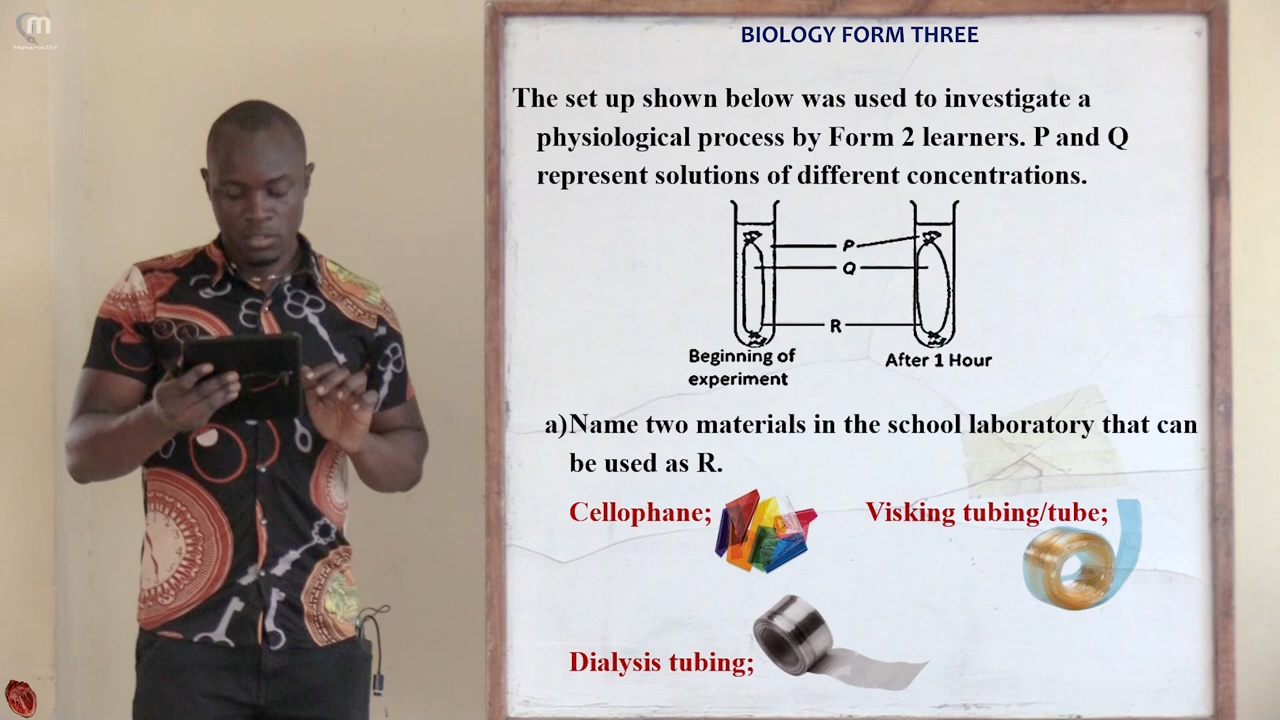 BIOLOGY FORM THREE
The set up shown below was used to investigate a
physiological process by Form 2 learners. P and Q
represent solutions of different concentrations.
P
Q
R
Beginning of
experiment
After 1 Hour
a)Name two materials in the school laboratory that can
be used as R.
Cellophane;
Visking tubing/tube;
Dialysis tubing;